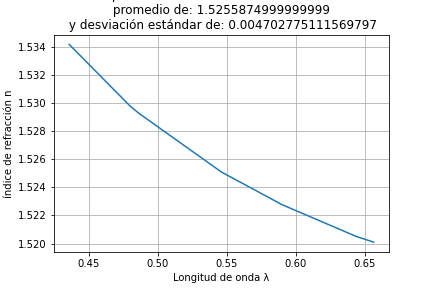 promedio de: 1.5255874999999999
y desviación estándar de: 0.004702775111569797
1.534
1.532
1.530
1.528
1.526
1.524
1.522
1.520
índice de refracción n
0.45 0.50 0.55 0.60 0.65
Longitud de onda λ